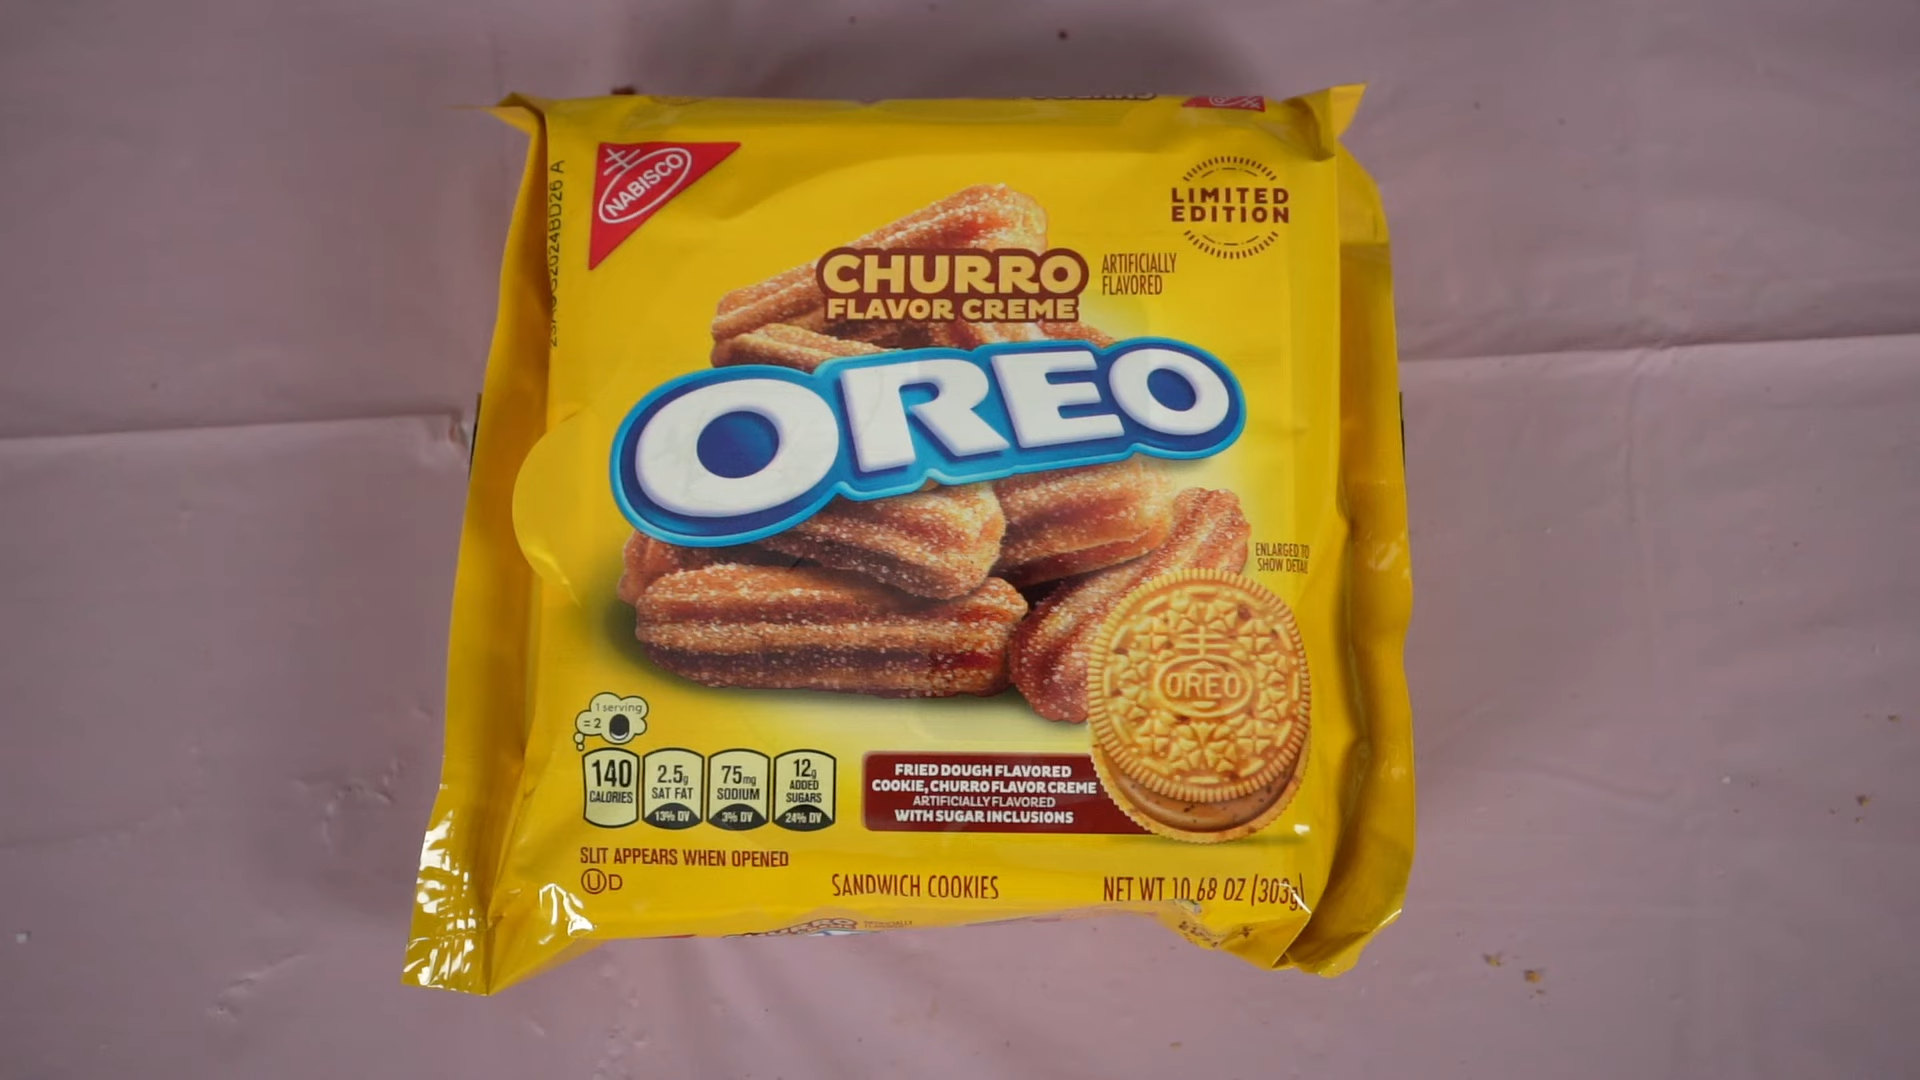 NABISCO
LIMITED
EDITION
CHURRO
FLAVOR CREME
ARTIFICIALLY
FLAVORED
OREO
ENLARGED TO
SHOW DETAIL
OREO
1 serving
= 2
140
CALORIES
2.5g
SAT FAT
13% DV
75mg
SODIUM
3% DV
12g
ADDED
SUGARS
24% DV
FRIED DOUGH FLAVORED
COOKIE, CHURRO FLAVOR CREME
ARTIFICIALLY FLAVORED
WITH SUGAR INCLUSIONS
SLIT APPEARS WHEN OPENED
UD
SANDWICH COOKIES
NET WT 10.68 OZ (303g)